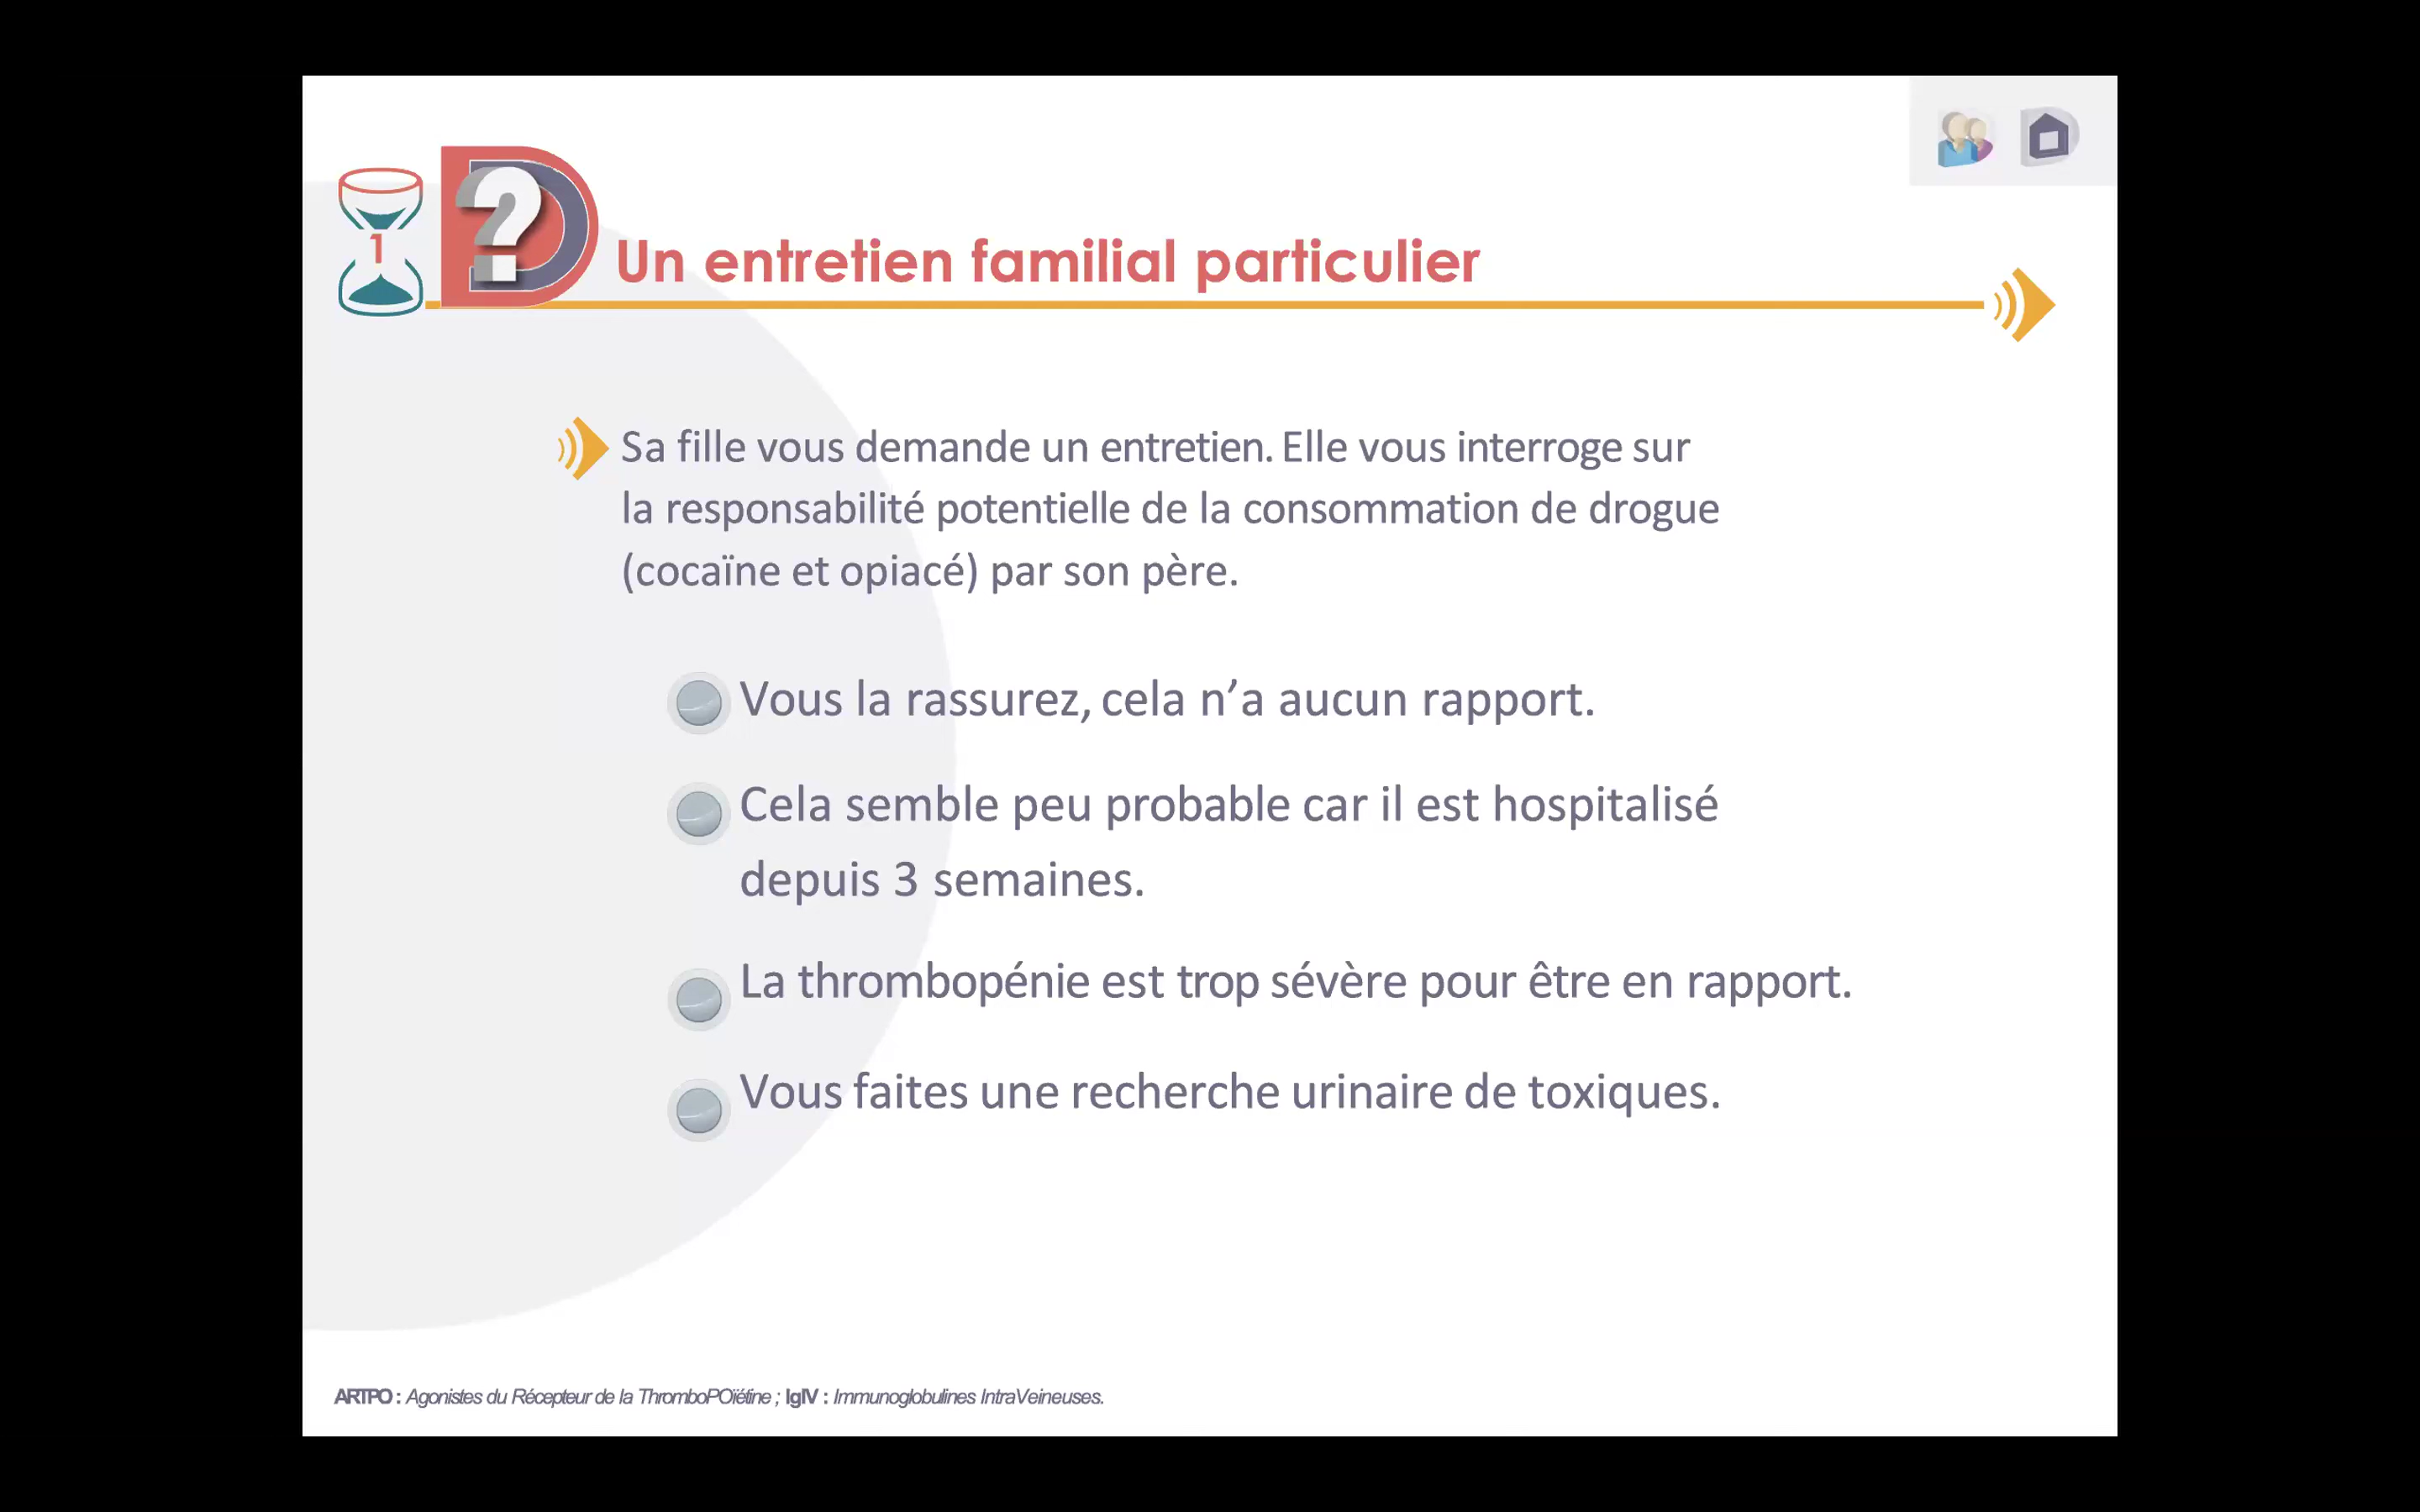 1
?
Un entretien familial particulier
Sa fille vous demande un entretien. Elle vous interroge sur
la responsabilité potentielle de la consommation de drogue
(cocaïne et opiacé) par son père.
Vous la rassurez, cela n’a aucun rapport.
Cela semble peu probable car il est hospitalisé
depuis 3 semaines.
La thrombopénie est trop sévère pour être en rapport.
Vous faites une recherche urinaire de toxiques.
ARTPO : Agonistes du Récepteur de la ThromboPOïétine ; IgIV : Immunoglobulines IntraVeineuses.